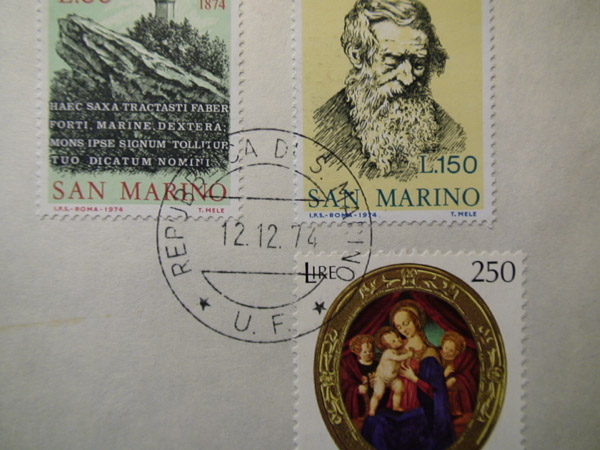 1874
HAEC SAXA TRACTASTI FABER
FORTI, MARINE, DEXTERA:
MONS IPSE SIGNUM TOLLITUR
TUO DICATUM NOMINI
SAN MARINO
I.P.S.-ROMA-1974 T. MELE
L.150
SAN MARINO
I.P.S.-ROMA-1974 T. MELE
REPUBBLICA DI S. MARINO
12.12.74
U. F.
LIRE 250